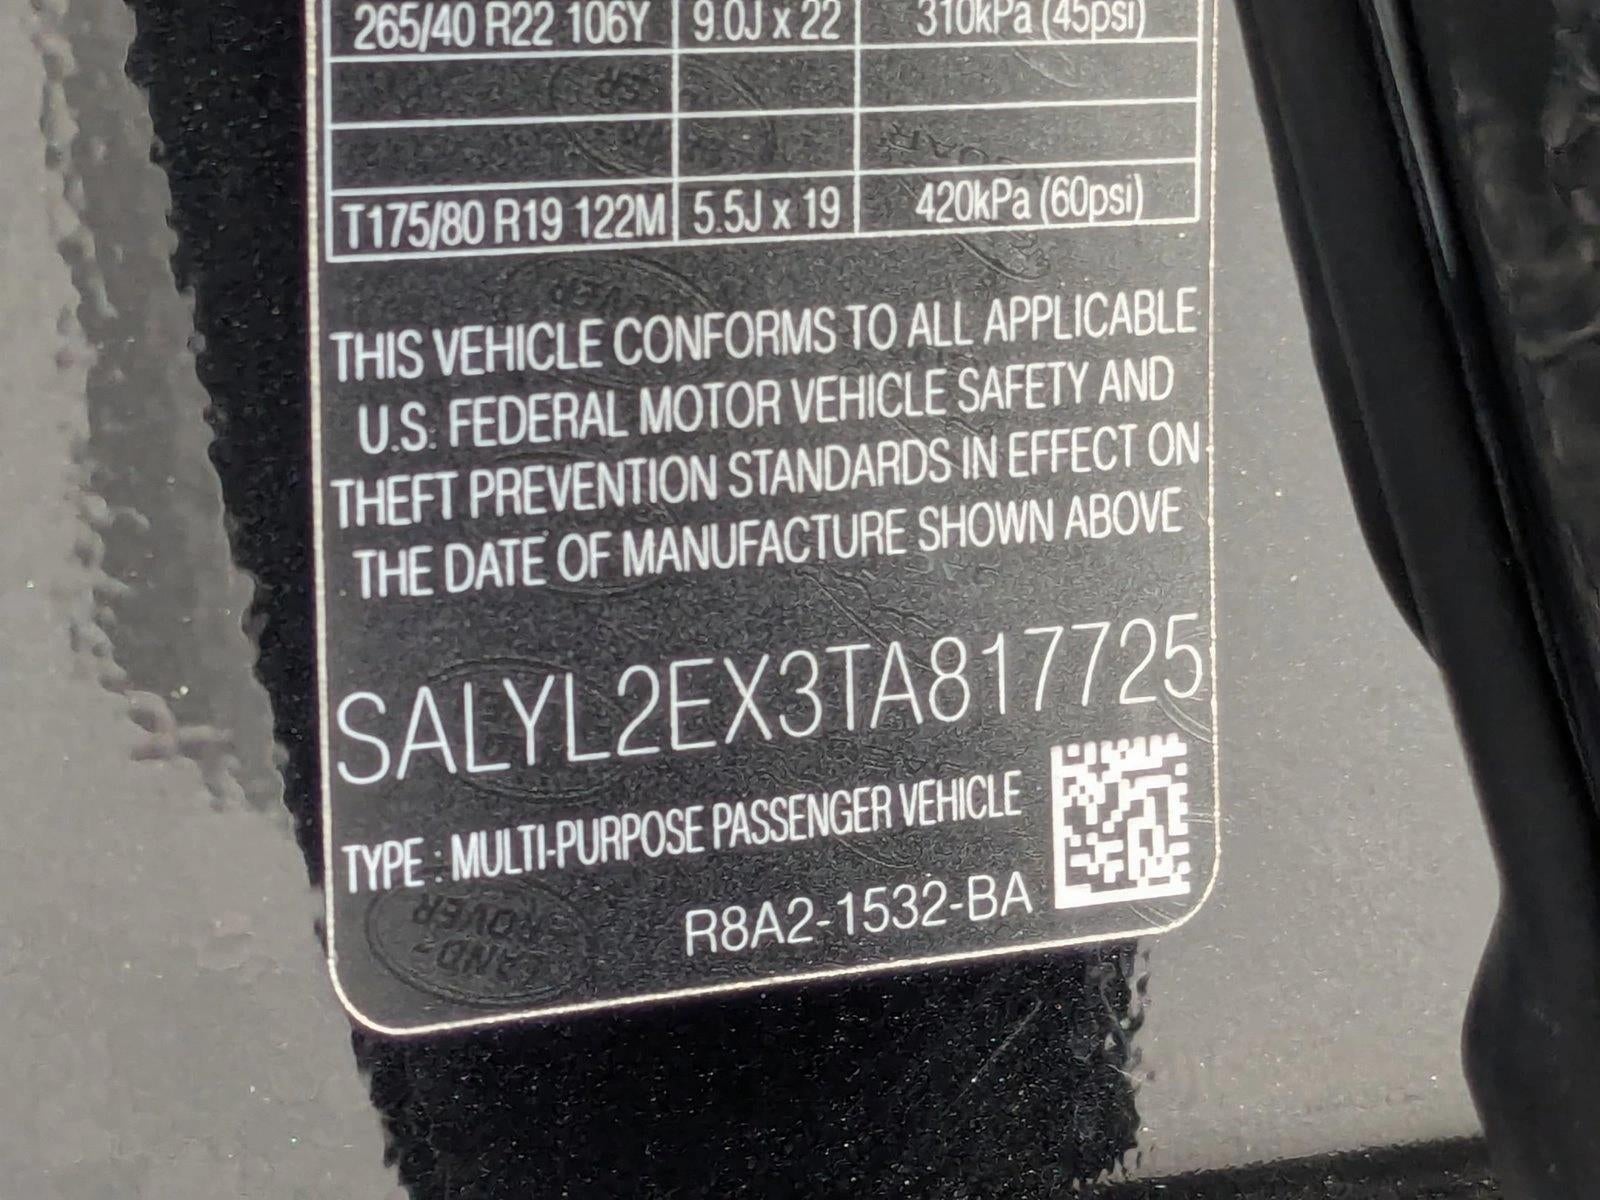 265/40 R22 106Y 9.0J x 22 310kPa (45psi)
T175/80 R19 122M 5.5J x 19 420kPa (60psi)
THIS VEHICLE CONFORMS TO ALL APPLICABLE
U.S. FEDERAL MOTOR VEHICLE SAFETY AND
THEFT PREVENTION STANDARDS IN EFFECT ON
THE DATE OF MANUFACTURE SHOWN ABOVE
SALYL2EX3TA817725
TYPE : MULTI-PURPOSE PASSENGER VEHICLE
R8A2-1532-BA
LAND
ROVER